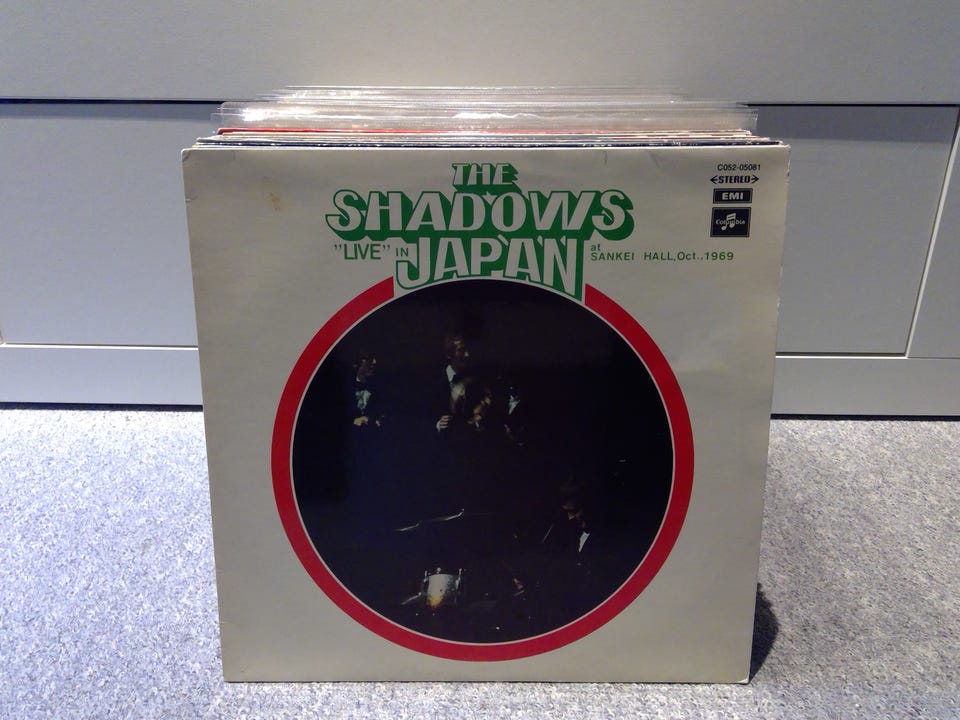 THE
SHADOWS
"LIVE" IN JAPAN at
SANKEI HALL,Oct.,1969
C052-05081
STEREO
EMI
Columbia